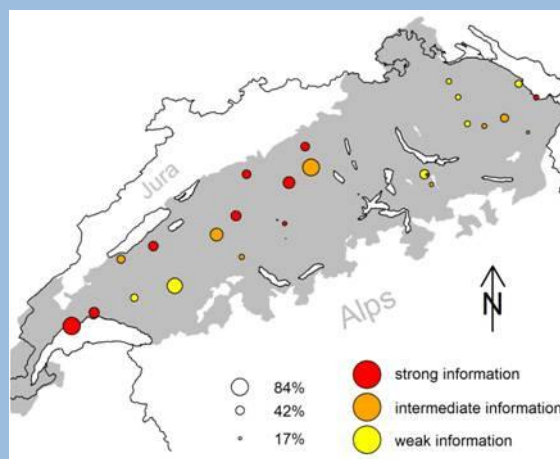 Jura
Alps
N
84%
42%
17%
strong information
intermediate information
weak information